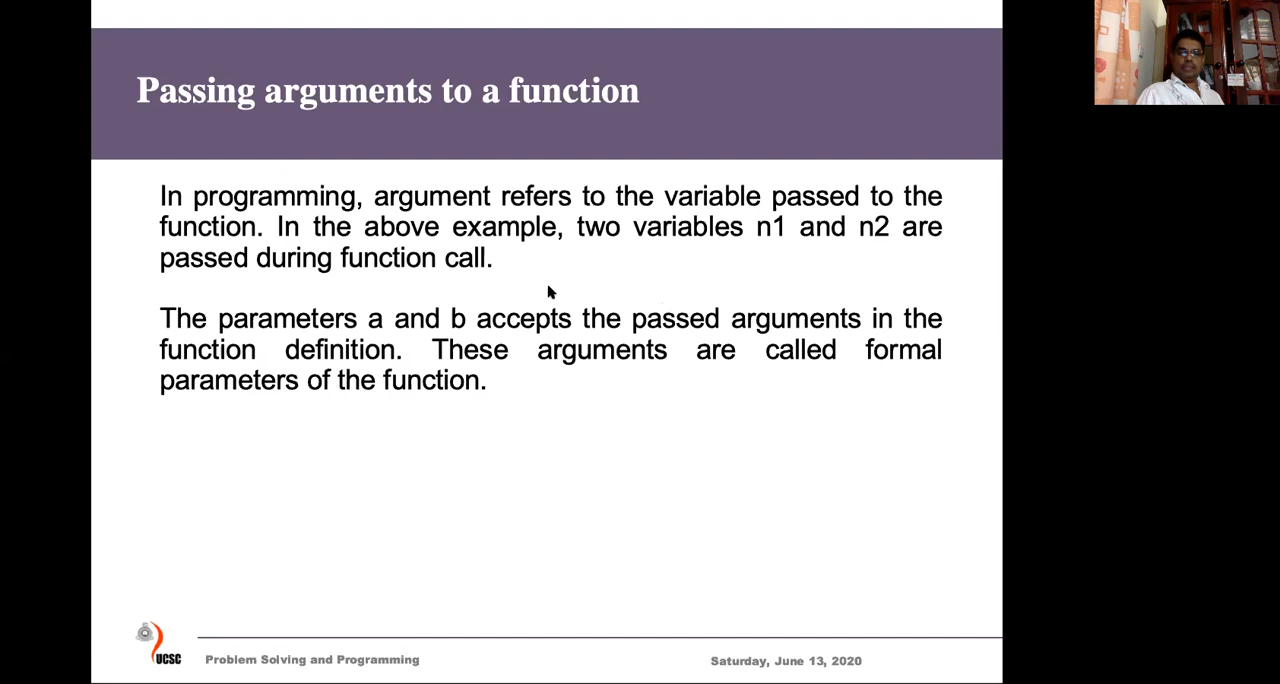 Passing arguments to a function
In programming, argument refers to the variable passed to the
function. In the above example, two variables n1 and n2 are
passed during function call.
The parameters a and b accepts the passed arguments in the
function definition. These arguments are called formal
parameters of the function.
UCSC
Problem Solving and Programming
Saturday, June 13, 2020